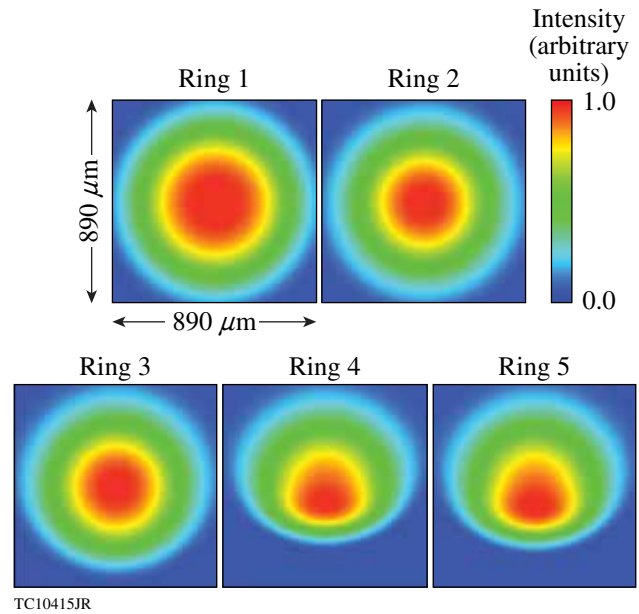 Intensity
(arbitrary
units)
Ring 1
Ring 2
1.0
890 μm
0.0
890 μm
Ring 3
Ring 4
Ring 5
TC10415JR